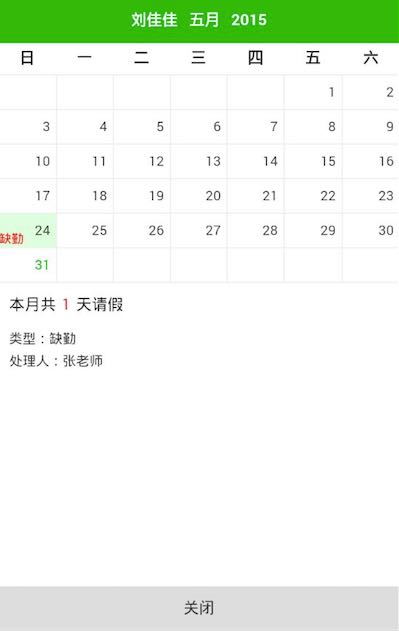 刘佳佳 五月 2015
日 一 二 三 四 五 六
1 2
3 4 5 6 7 8 9
10 11 12 13 14 15 16
17 18 19 20 21 22 23
24 25 26 27 28 29 30
缺勤
31
本月共 1 天请假
类型：缺勤
处理人：张老师
关闭